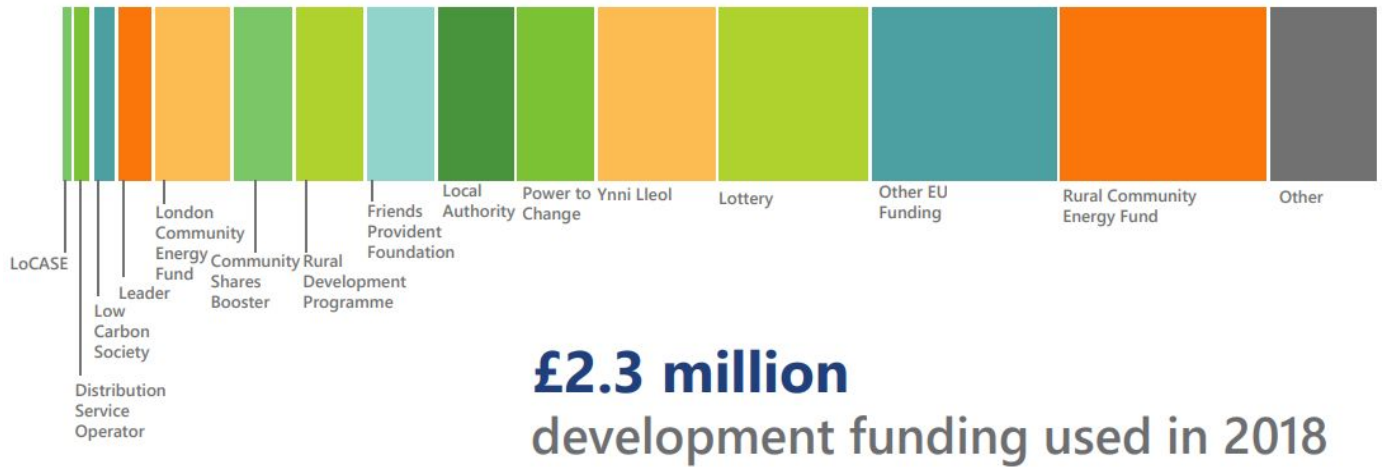 LoCASE
Distribution
Service
Operator
Low
Carbon
Society
Leader
London
Community
Energy
Fund
Community
Shares
Booster
Rural
Development
Programme
Friends
Provident
Foundation
Local
Authority
Power to
Change
Ynni Lleol
Lottery
Other EU
Funding
Rural Community
Energy Fund
Other
£2.3 million
development funding used in 2018